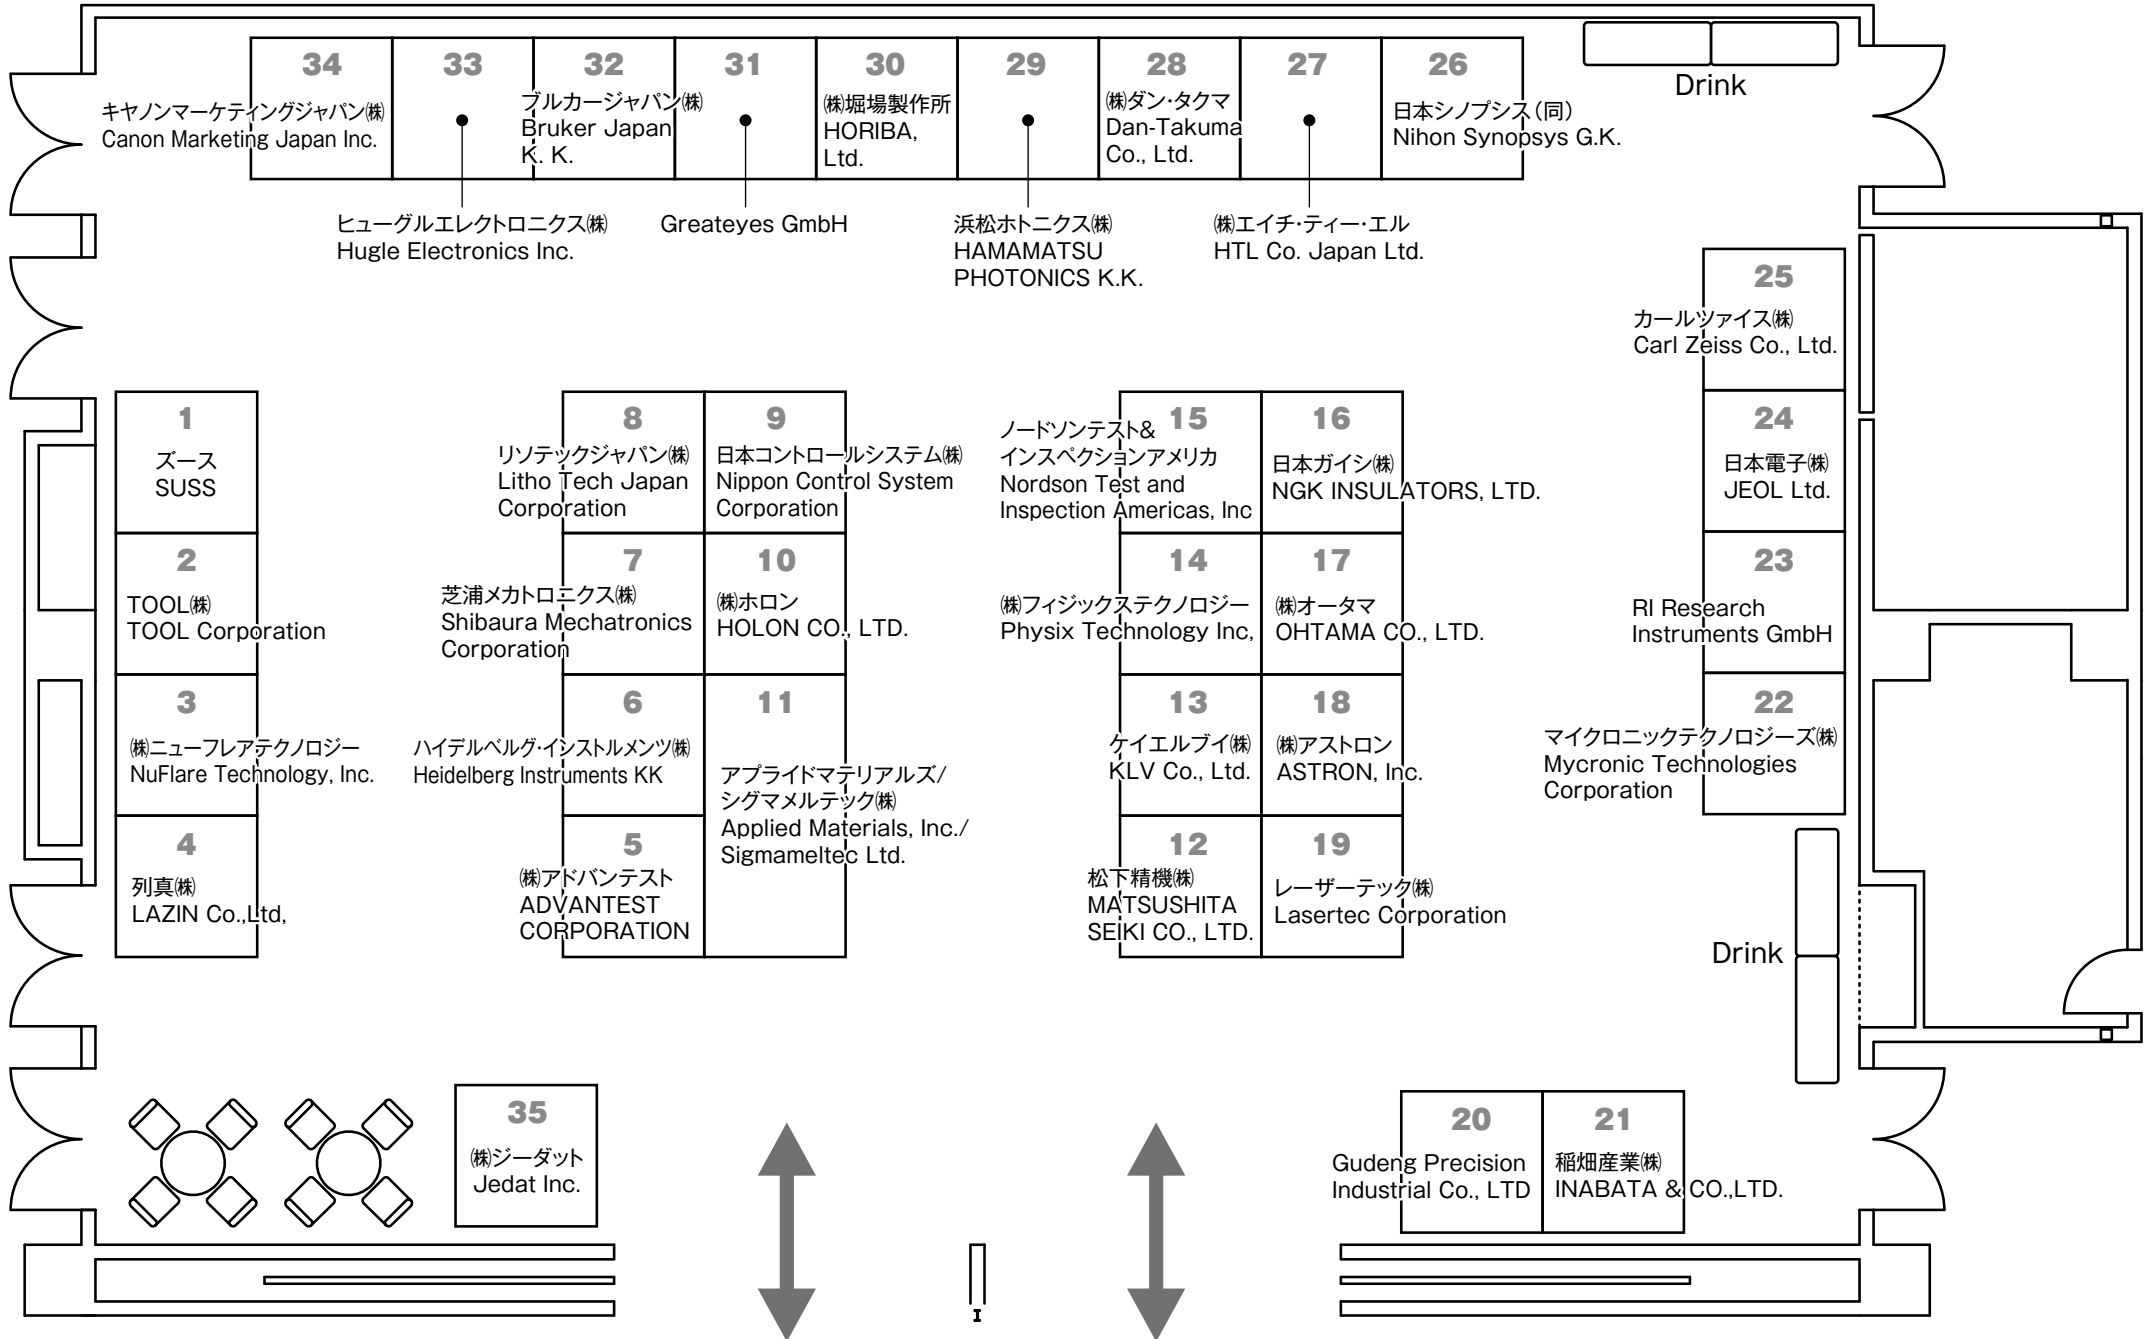 34
キヤノンマーケティングジャパン㈱
Canon Marketing Japan Inc.
33
ヒューグルエレクトロニクス㈱
Hugle Electronics Inc.
32
ブルカージャパン㈱
Bruker Japan
K. K.
31
Greateyes GmbH
30
㈱堀場製作所
HORIBA,
Ltd.
29
浜松ホトニクス㈱
HAMAMATSU
PHOTONICS K.K.
28
㈱ダン・タクマ
Dan-Takuma
Co., Ltd.
27
㈱エイチ・ティー・エル
HTL Co. Japan Ltd.
26
日本シノプシス（同）
Nihon Synopsys G.K.
Drink
25
カールツァイス㈱
Carl Zeiss Co., Ltd.
24
日本電子㈱
JEOL Ltd.
23
RI Research
Instruments GmbH
22
マイクロニックテクノロジーズ㈱
Mycronic Technologies
Corporation
1
ズース
SUSS
2
TOOL㈱
TOOL Corporation
3
㈱ニューフレアテクノロジー
NuFlare Technology, Inc.
4
列真㈱
LAZIN Co.,Ltd,
8
リソテックジャパン㈱
Litho Tech Japan
Corporation
9
日本コントロールシステム㈱
Nippon Control System
Corporation
7
芝浦メカトロニクス㈱
Shibaura Mechatronics
Corporation
10
㈱ホロン
HOLON CO., LTD.
6
ハイデルベルグ・インストルメンツ㈱
Heidelberg Instruments KK
11
アプライドマテリアルズ/
シグマメルテック㈱
Applied Materials, Inc./
Sigmameltec Ltd.
5
㈱アドバンテスト
ADVANTEST
CORPORATION
15
ノードソンテスト&
インスペクションアメリカ
Nordson Test and
Inspection Americas, Inc
16
日本ガイシ㈱
NGK INSULATORS, LTD.
14
㈱フィジックステクノロジー
Physix Technology Inc,
17
㈱オータマ
OHTAMA CO., LTD.
13
ケイエルブイ㈱
KLV Co., Ltd.
18
㈱アストロン
ASTRON, Inc.
12
松下精機㈱
MATSUSHITA
SEIKI CO., LTD.
19
レーザーテック㈱
Lasertec Corporation
Drink
35
㈱ジーダット
Jedat Inc.
20
Gudeng Precision
Industrial Co., LTD
21
稲畑産業㈱
INABATA & CO.,LTD.